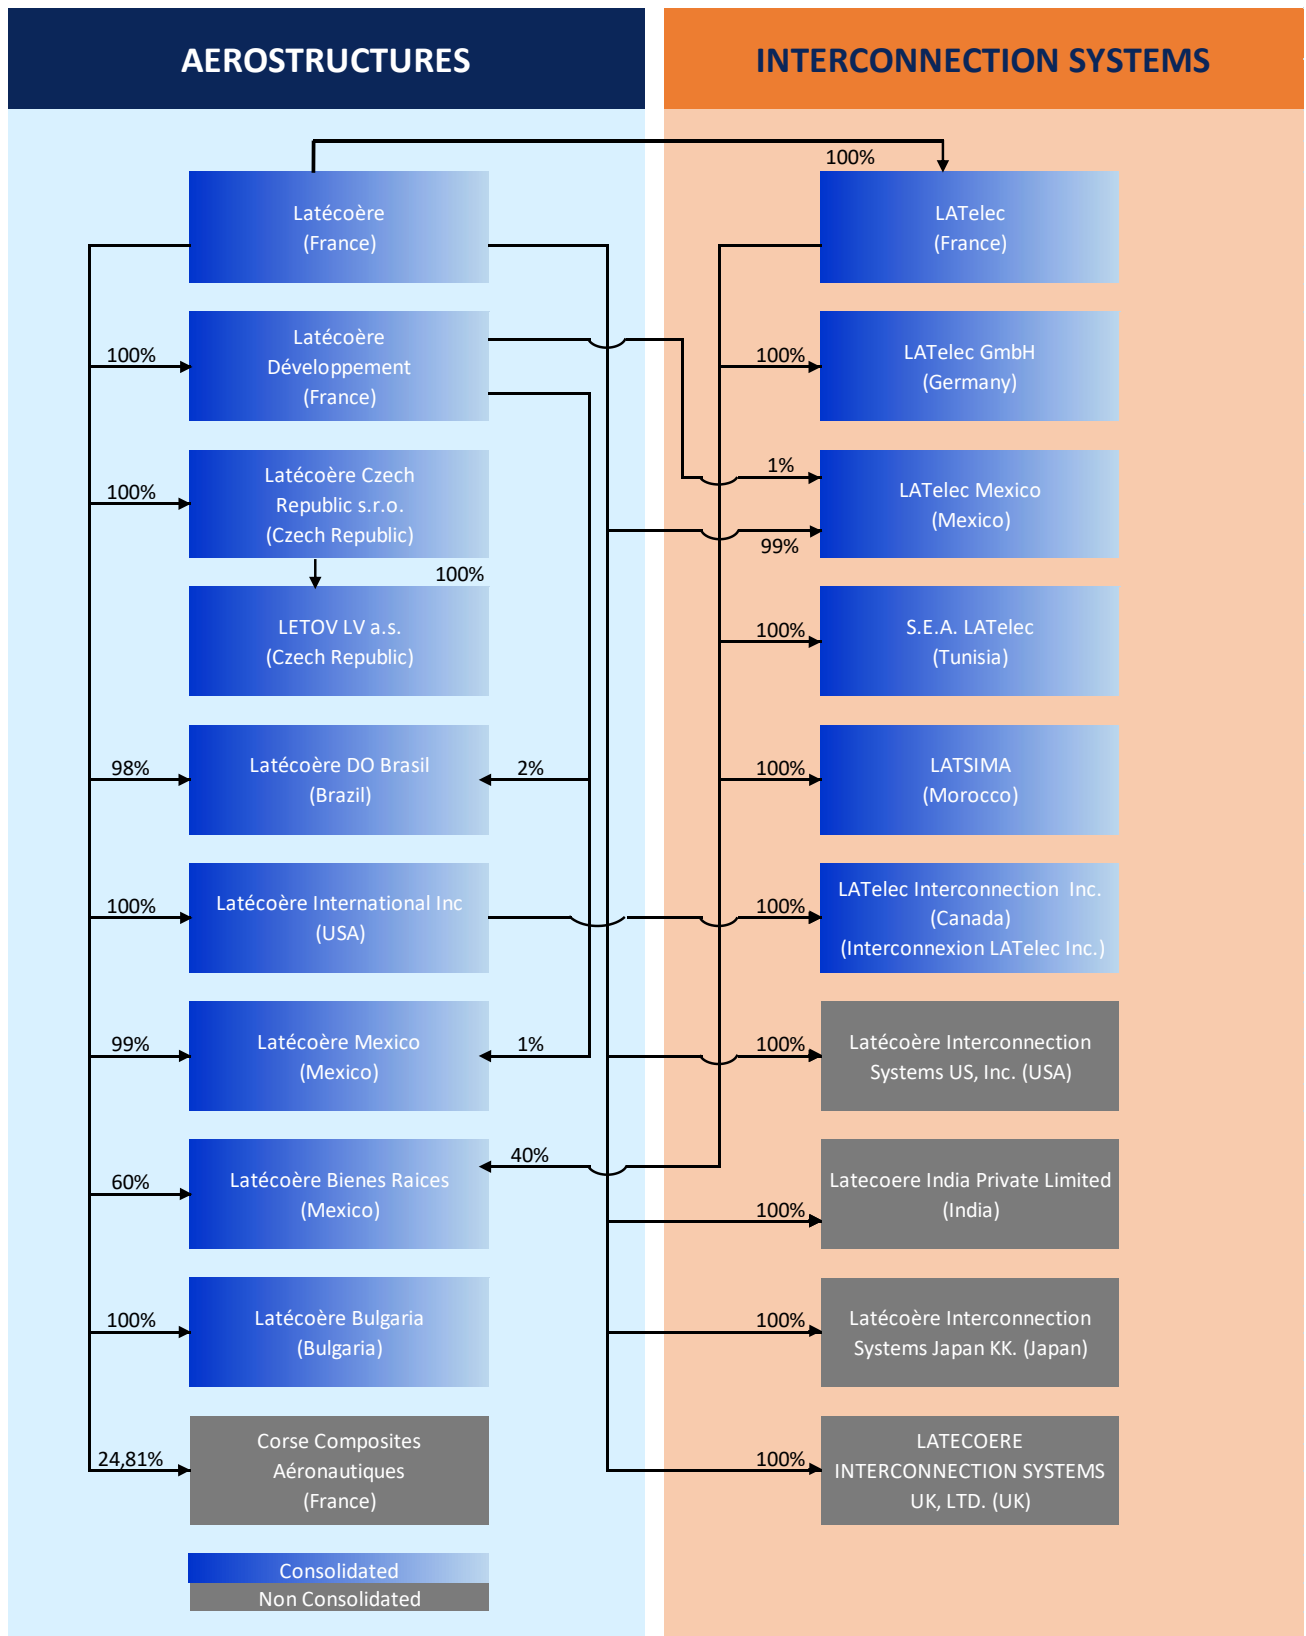 AEROSTRUCTURES
INTERCONNECTION SYSTEMS
100%
Latécoère
(France)
LATelec
(France)
100%
Latécoère
Développement
(France)
100%
LATelec GmbH
(Germany)
100%
Latécoère Czech
Republic s.r.o.
(Czech Republic)
1%
99%
LATelec Mexico
(Mexico)
100%
LETOV LV a.s.
(Czech Republic)
100%
S.E.A. LATelec
(Tunisia)
98%
Latécoère DO Brasil
(Brazil)
2%
100%
LATSIMA
(Morocco)
100%
Latécoère International Inc
(USA)
100%
LATelec Interconnection  Inc.
(Canada)
(Interconnexion LATelec Inc.)
99%
Latécoère Mexico
(Mexico)
1%
100%
Latécoère Interconnection
Systems US, Inc. (USA)
60%
Latécoère Bienes Raices
(Mexico)
40%
100%
Latecoere India Private Limited
(India)
100%
Latécoère Bulgaria
(Bulgaria)
100%
Latécoère Interconnection
Systems Japan KK. (Japan)
24,81%
Corse Composites
Aéronautiques
(France)
100%
LATECOERE
INTERCONNECTION SYSTEMS
UK, LTD. (UK)
Consolidated
Non Consolidated